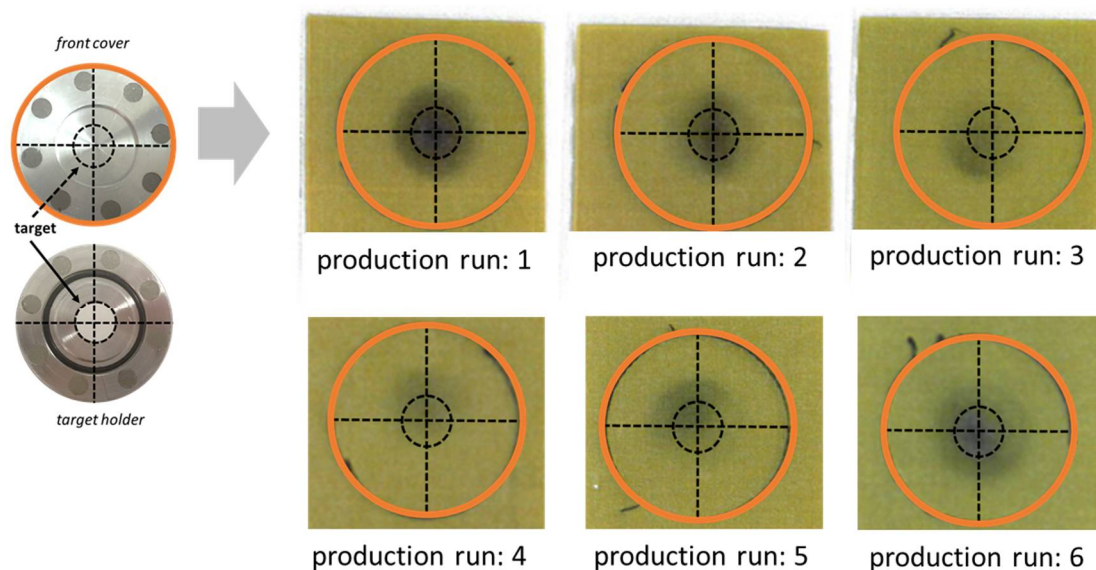 front cover
target
target holder
production run: 1
production run: 2
production run: 3
production run: 4
production run: 5
production run: 6